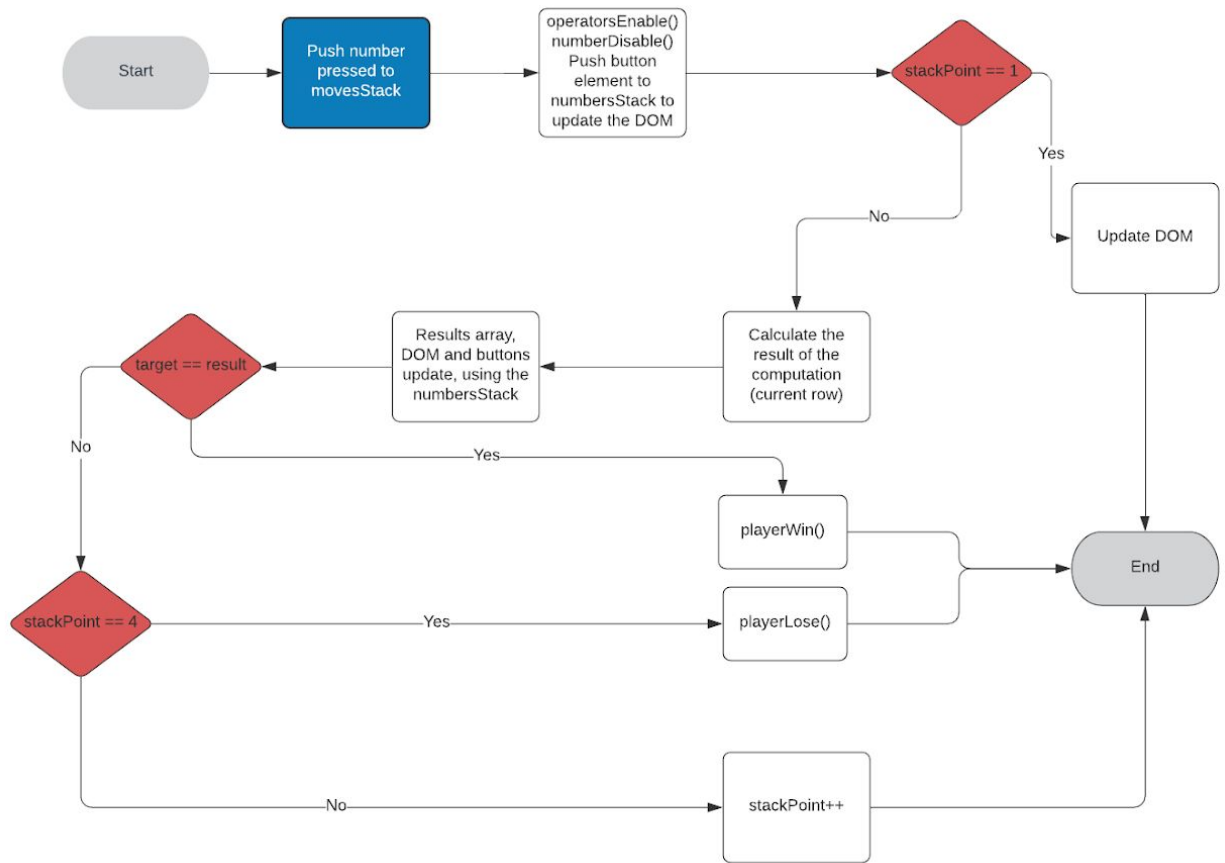 Start
Push number
pressed to
movesStack
operatorsEnable()
numberDisable()
Push button
element to
numbersStack to
update the DOM
stackPoint == 1
Yes
No
Update DOM
target == result
Results array,
DOM and buttons
update, using the
numbersStack
Calculate the
result of the
computation
(current row)
No
Yes
playerWin()
End
stackPoint == 4
Yes
playerLose()
No
stackPoint++